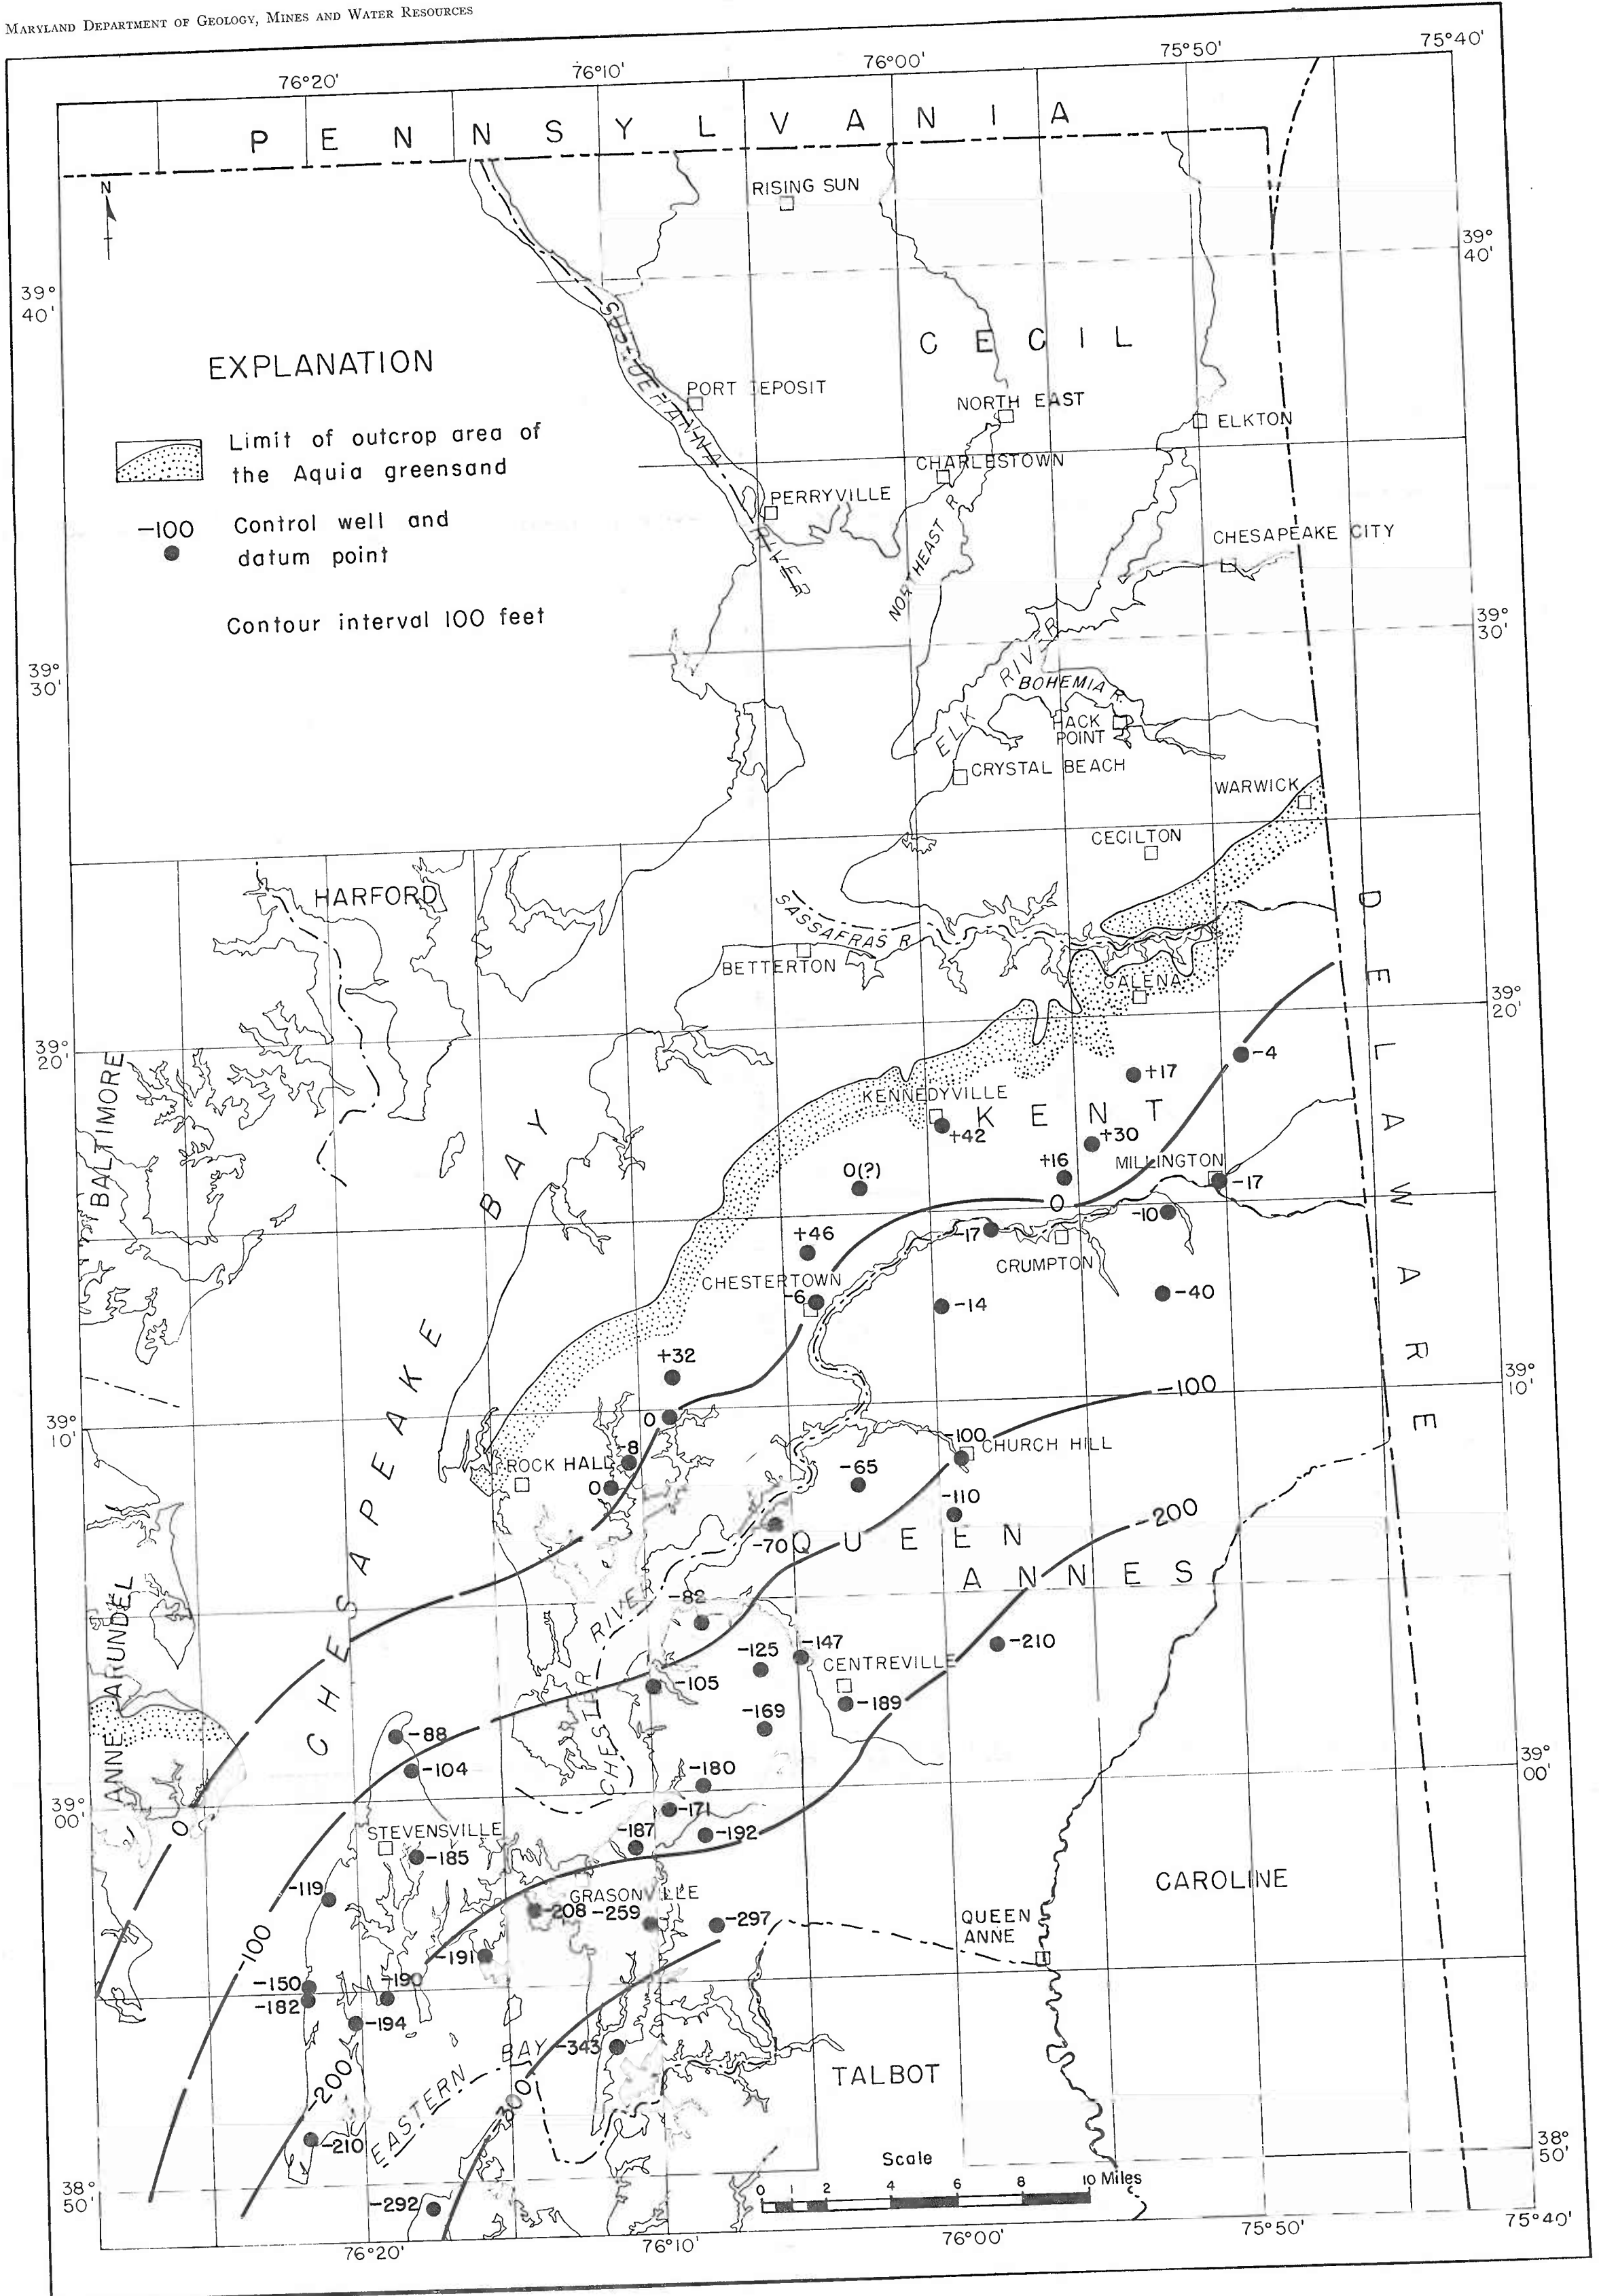 MARYLAND DEPARTMENT OF GEOLOGY, MINES AND WATER RESOURCES
76°20'
76°10'
76°00'
75°50'
75°40'
PENNSYLVANIA
N
RISING SUN
39°
40'
39°
40'
CECIL
EXPLANATION
Limit of outcrop area of
the Aquia greensand
-100
Control well and
datum point
Contour interval 100 feet
SUSQUEHANNA RIVER
PORT DEPOSIT
NORTH EAST
ELKTON
CHARLESTOWN
PERRYVILLE
NORTHEAST R
CHESAPEAKE CITY
39°
30'
39°
30'
ELK RIVER
BOHEMIA R.
HACK
POINT
CRYSTAL BEACH
WARWICK
CECILTON
HARFORD
SASSAFRAS R
BETTERTON
GALENA
DELAWARE
39°
20'
39°
20'
BALTIMORE
-4
+17
KENNEDYVILLE
KENT
+42
+30
+16
MILLINGTON
-17
0(?)
0
-10
-17
CRUMPTON
+46
CHESTERTOWN
-6
-14
-40
CHESAPEAKE BAY
+32
39°
10'
39°
10'
-100
0
-8
ROCK HALL
0
-100
CHURCH HILL
-65
-110
-200
-70
QUEEN
ANNES
ANNE ARUNDEL
CHESTER RIVER
-82
-125
-147
CENTREVILLE
-210
-105
-189
-169
-88
-104
-180
39°
00'
39°
00'
-171
0
STEVENSVILLE
-187
-192
-185
-119
GRASONVILLE
-208
-259
-297
CAROLINE
QUEEN
ANNE
-100
-191
-150
-190
-182
-194
EASTERN BAY
-343
TALBOT
-200
-300
-210
38°
50'
38°
50'
Scale
0 1 2 4 6 8 10 Miles
-292
76°20'
76°10'
76°00'
75°50'
75°40'